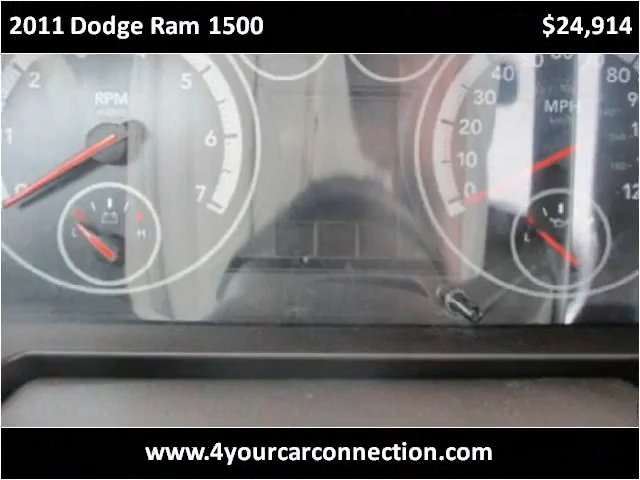 2011 Dodge Ram 1500 $24,914
2 5 40 80
RPM 30 MPH
1 6 20
10
0 7 0 12
L H L
www.4yourcarconnection.com